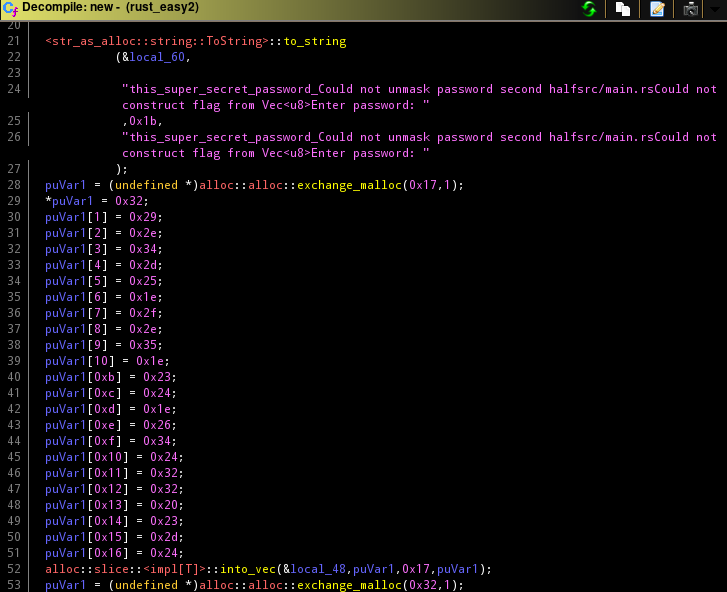 Decompile: new - (rust_easy2)
20
21 <str_as_alloc::string::ToString>::to_string
22 (&local_60,
23
24 "this_super_secret_password_Could not unmask password second halfsrc/main.rsCould not
construct flag from Vec<u8>Enter password: "
25 ,0x1b,
26 "this_super_secret_password_Could not unmask password second halfsrc/main.rsCould not
construct flag from Vec<u8>Enter password: "
27 );
28 puVar1 = (undefined *)alloc::alloc::exchange_malloc(0x17,1);
29 *puVar1 = 0x32;
30 puVar1[1] = 0x29;
31 puVar1[2] = 0x2e;
32 puVar1[3] = 0x34;
33 puVar1[4] = 0x2d;
34 puVar1[5] = 0x25;
35 puVar1[6] = 0x1e;
36 puVar1[7] = 0x2f;
37 puVar1[8] = 0x2e;
38 puVar1[9] = 0x35;
39 puVar1[10] = 0x1e;
40 puVar1[0xb] = 0x23;
41 puVar1[0xc] = 0x24;
42 puVar1[0xd] = 0x1e;
43 puVar1[0xe] = 0x26;
44 puVar1[0xf] = 0x34;
45 puVar1[0x10] = 0x24;
46 puVar1[0x11] = 0x32;
47 puVar1[0x12] = 0x32;
48 puVar1[0x13] = 0x20;
49 puVar1[0x14] = 0x23;
50 puVar1[0x15] = 0x2d;
51 puVar1[0x16] = 0x24;
52 alloc::slice::<impl[T]>::into_vec(&local_48,puVar1,0x17,puVar1);
53 puVar1 = (undefined *)alloc::alloc::exchange_malloc(0x32,1);